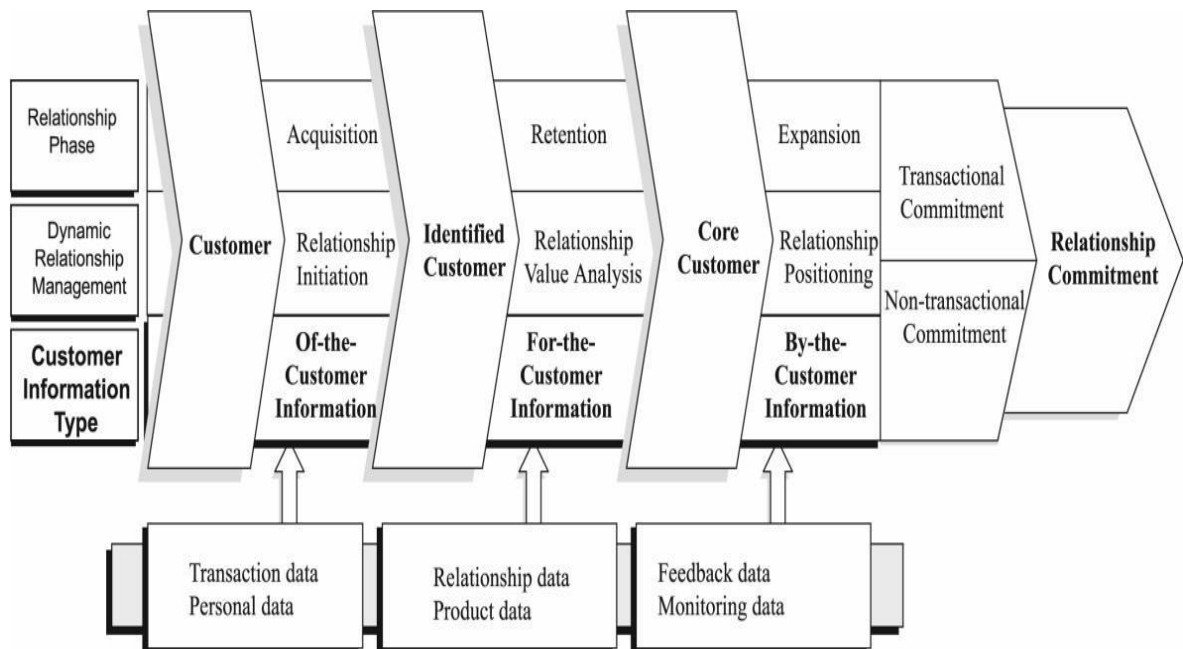 Relationship
Phase
Acquisition
Retention
Expansion
Transactional
Commitment
Dynamic
Relationship
Management
Customer
Relationship
Initiation
Identified
Customer
Relationship
Value Analysis
Core
Customer
Relationship
Positioning
Non-transactional
Commitment
Relationship
Commitment
Customer
Information
Type
Of-the-
Customer
Information
For-the-
Customer
Information
By-the-
Customer
Information
Transaction data
Personal data
Relationship data
Product data
Feedback data
Monitoring data